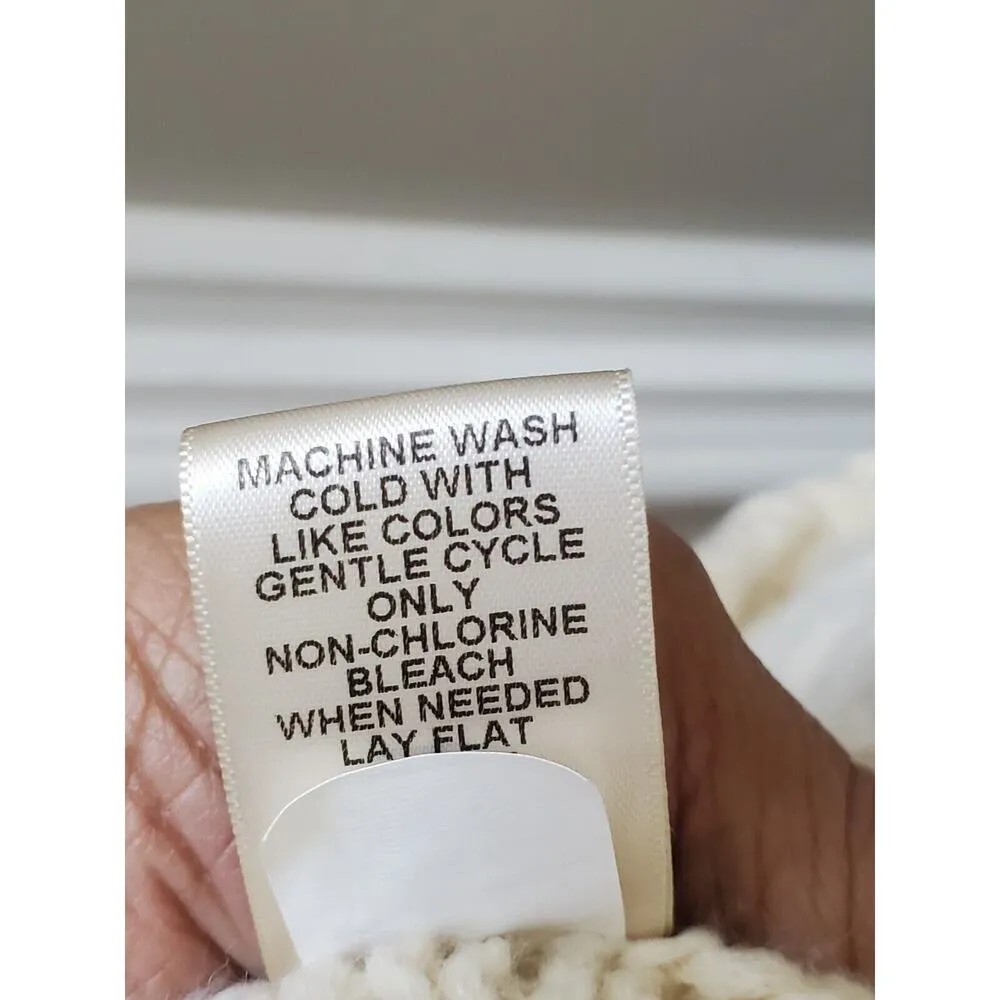 MACHINE WASH
COLD WITH
LIKE COLORS
GENTLE CYCLE
ONLY
NON-CHLORINE
BLEACH
WHEN NEEDED
LAY FLAT